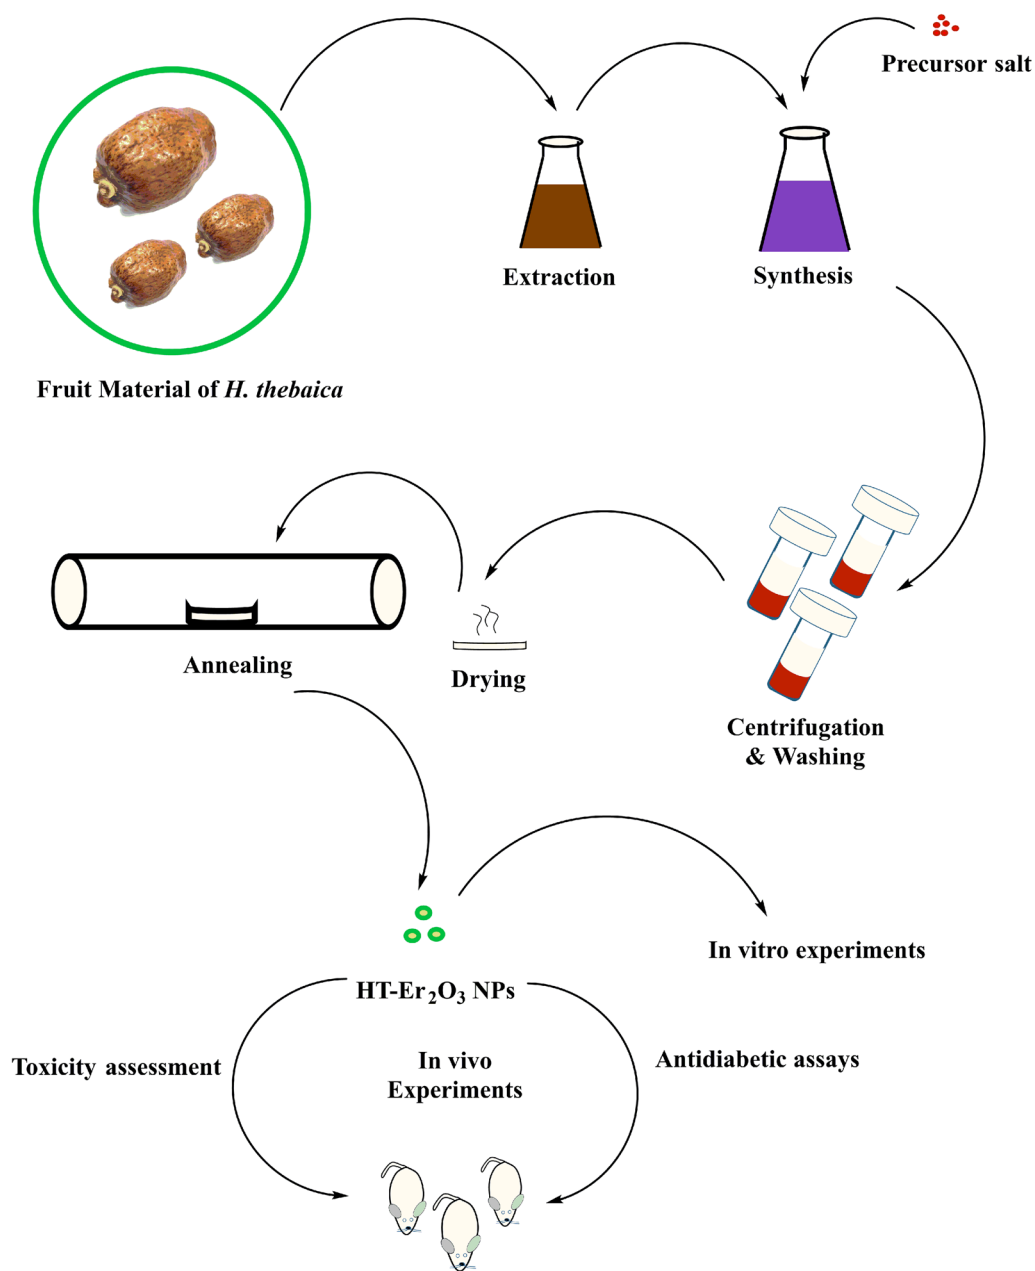 Precursor salt
Extraction
Synthesis
Fruit Material of H. thebaica
Annealing
Drying
Centrifugation
& Washing
In vitro experiments
HT-Er₂O₃ NPs
Toxicity assessment
In vivo
Experiments
Antidiabetic assays